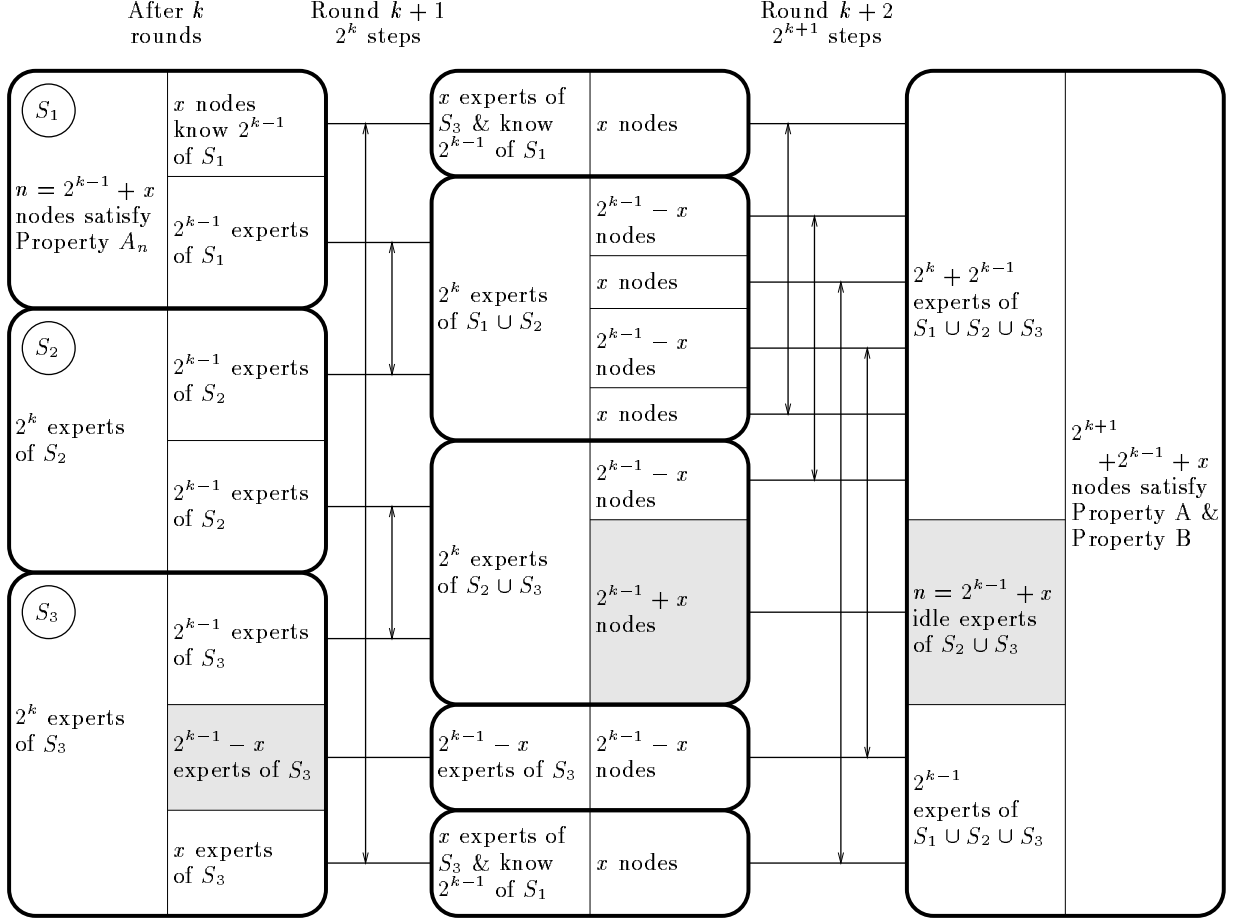 After k
rounds
Round k + 1
2^k steps
Round k + 2
2^{k+1} steps
S_1
n = 2^{k−1} + x
nodes satisfy
Property A_n
x nodes
know 2^{k−1}
of S_1
2^{k−1} experts
of S_1
S_2
2^k experts
of S_2
2^{k−1} experts
of S_2
2^{k−1} experts
of S_2
S_3
2^k experts
of S_3
2^{k−1} experts
of S_3
2^{k−1} − x
experts of S_3
x experts
of S_3
x experts of
S_3 & know
2^{k−1} of S_1
x nodes
2^k experts
of S_1 ∪ S_2
2^{k−1} − x
nodes
x nodes
2^{k−1} − x
nodes
x nodes
2^k experts
of S_2 ∪ S_3
2^{k−1} − x
nodes
2^{k−1} + x
nodes
2^{k−1} − x
experts of S_3
2^{k−1} − x
nodes
x experts of
S_3 & know
2^{k−1} of S_1
x nodes
2^k + 2^{k−1}
experts of
S_1 ∪ S_2 ∪ S_3
n = 2^{k−1} + x
idle experts
of S_2 ∪ S_3
2^{k−1}
experts of
S_1 ∪ S_2 ∪ S_3
2^{k+1}
+2^{k−1} + x
nodes satisfy
Property A &
Property B